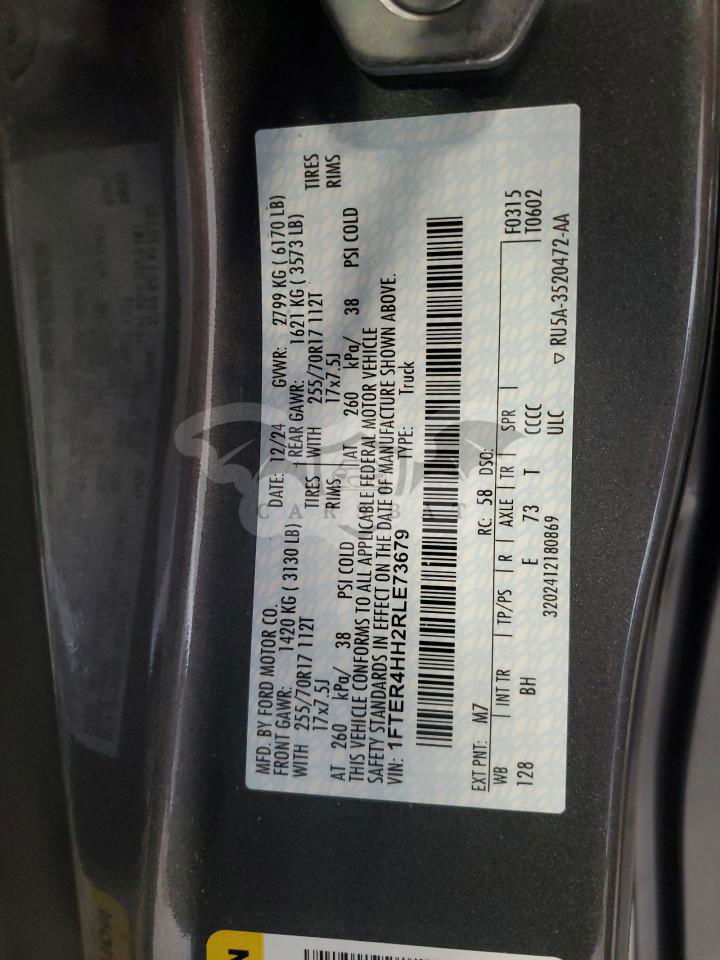 MFD. BY FORD MOTOR CO.
DATE: 12/24 GVWR: 2799 KG ( 6170 LB)
FRONT GAWR: 1420 KG ( 3130 LB) REAR GAWR: 1621 KG ( 3573 LB)
WITH 255/70R17 112T TIRES WITH 255/70R17 112T TIRES
17x7.5J RIMS 17x7.5J RIMS
AT 260 kPa/ 38 PSI COLD AT 260 kPa/ 38 PSI COLD
THIS VEHICLE CONFORMS TO ALL APPLICABLE FEDERAL MOTOR VEHICLE
SAFETY STANDARDS IN EFFECT ON THE DATE OF MANUFACTURE SHOWN ABOVE.
VIN: 1FTER4HH2RLE73679 TYPE: Truck
EXT PNT: M7 RC: 58 DSO: F0315
WB INT TR TP/PS R AXLE TR SPR T0602
128 BH E 73 T CCCC
3202412180869 ULC ▽ RU5A-3520472-AA
CAR BAT
N